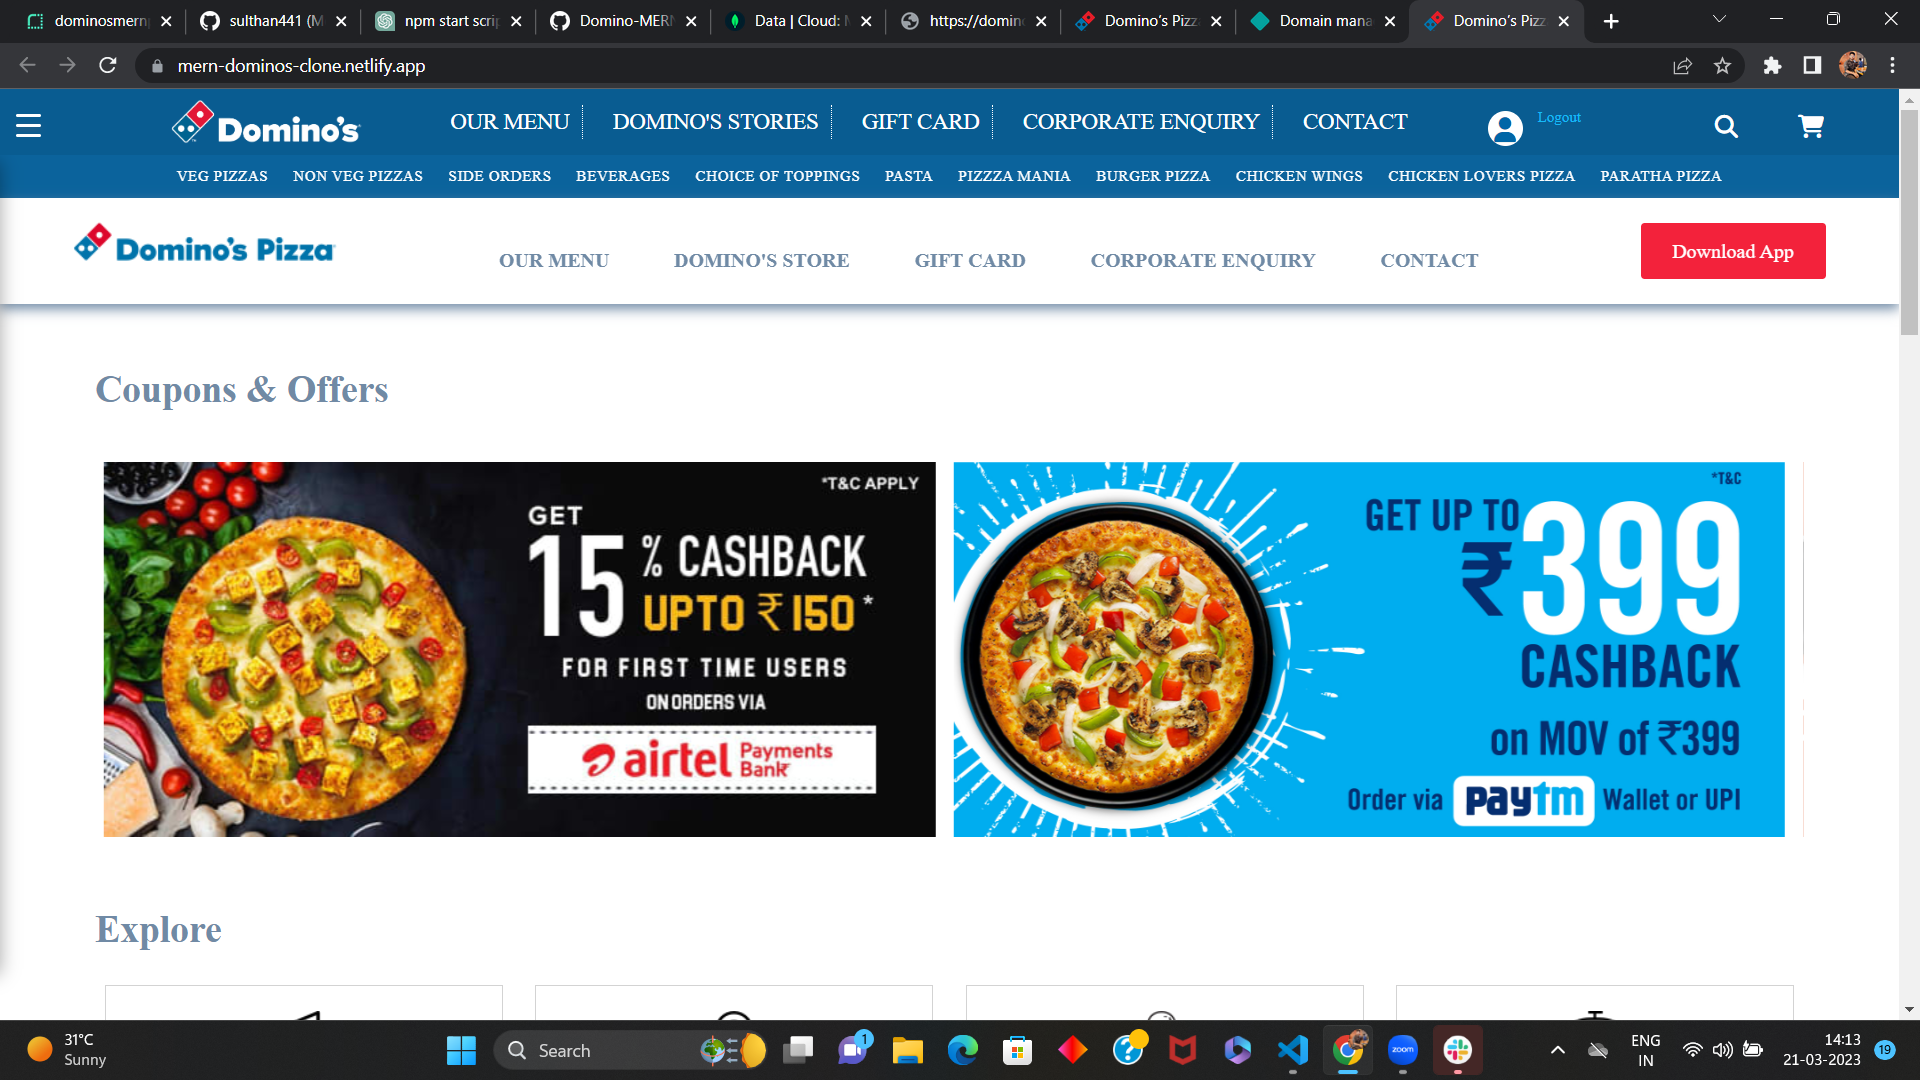 dominosmern
sulthan441 (M
npm start scrip
Domino-MERN
Data | Cloud: M
https://domino
Domino's Pizz
Domain mana
Domino's Pizz
mern-dominos-clone.netlify.app
Domino's
OUR MENU
DOMINO'S STORIES
GIFT CARD
CORPORATE ENQUIRY
CONTACT
Logout
VEG PIZZAS
NON VEG PIZZAS
SIDE ORDERS
BEVERAGES
CHOICE OF TOPPINGS
PASTA
PIZZZA MANIA
BURGER PIZZA
CHICKEN WINGS
CHICKEN LOVERS PIZZA
PARATHA PIZZA
Domino's Pizza
OUR MENU
DOMINO'S STORE
GIFT CARD
CORPORATE ENQUIRY
CONTACT
Download App
Coupons & Offers
*T&C APPLY
GET
15% CASHBACK
UPTO ₹150*
FOR FIRST TIME USERS
ON ORDERS VIA
airtel Payments Bank
*T&C
GET UP TO
₹399
CASHBACK
on MOV of ₹399
Order via paytm Wallet or UPI
Explore
31°C
Sunny
Search
1
zoom
ENG
IN
14:13
21-03-2023
19